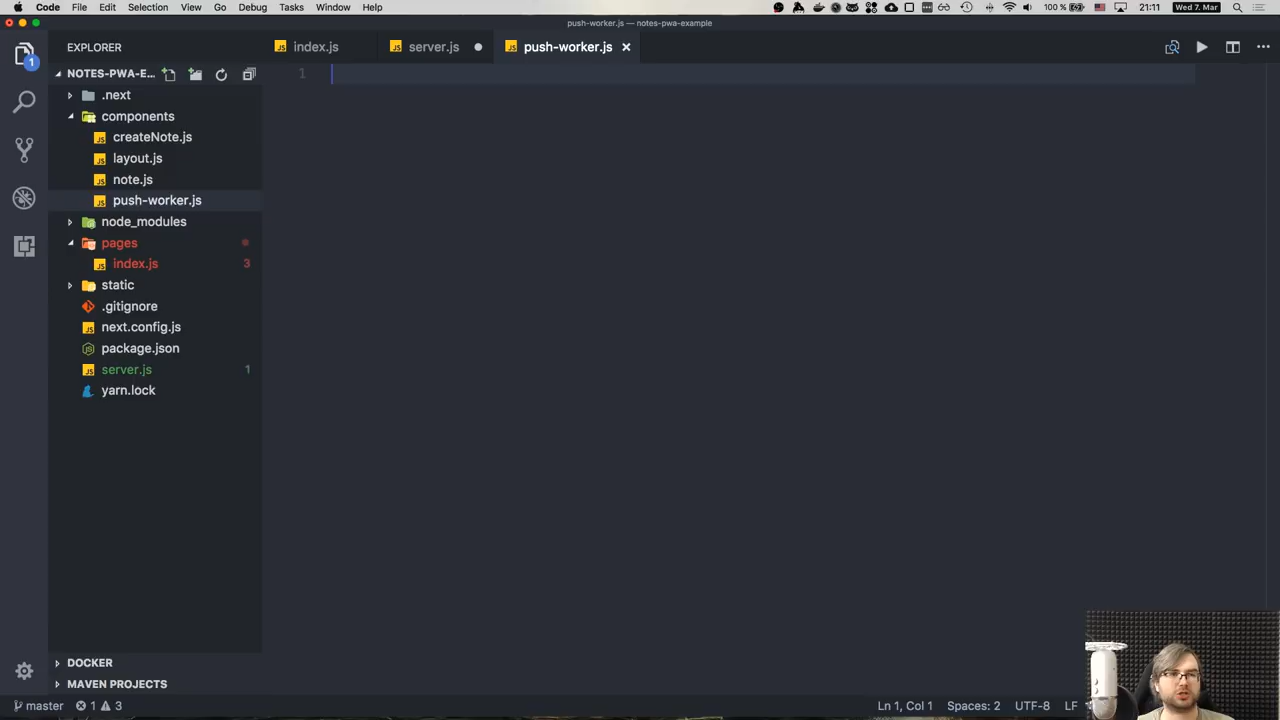 Code File Edit Selection View Go Debug Tasks Window Help 100 % 21:11 Wed 7. Mar
push-worker.js — notes-pwa-example
EXPLORER
index.js
server.js
push-worker.js
1
NOTES-PWA-E...
1
.next
components
createNote.js
layout.js
note.js
push-worker.js
node_modules
pages
index.js 3
static
.gitignore
next.config.js
package.json
server.js 1
yarn.lock
DOCKER
MAVEN PROJECTS
master 1 3 Ln 1, Col 1 Spaces: 2 UTF-8 LF